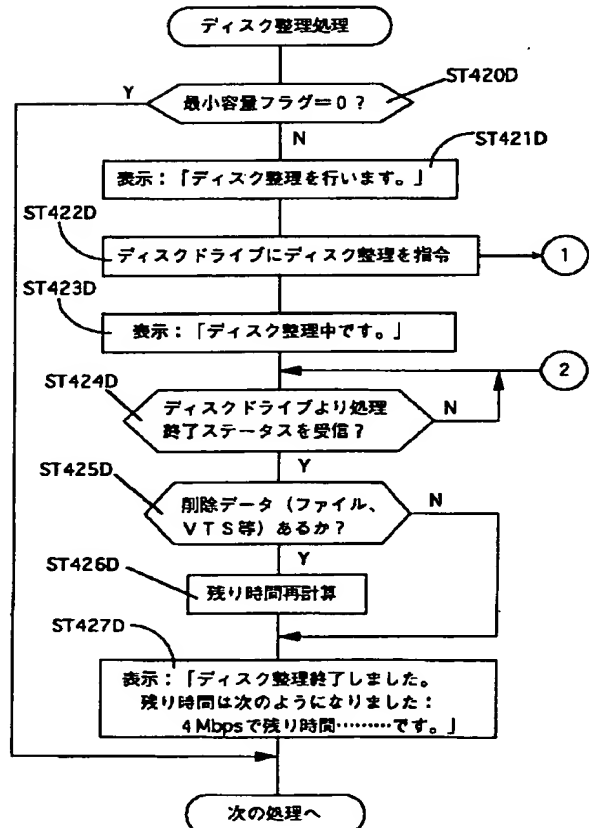 ディスク整理処理
ST420D
Y
最小容量フラグ=0?
N
ST421D
表示:「ディスク整理を行います。」
ST422D
ディスクドライブにディスク整理を指令
1
ST423D
表示:「ディスク整理中です。」
2
ST424D
ディスクドライブより処理
終了ステータスを受信?
N
Y
ST425D
削除データ(ファイル、
VTS等)あるか?
N
Y
ST426D
残り時間再計算
ST427D
表示:「ディスク整理終了しました。
残り時間は次のようになりました:
4Mbpsで残り時間………です。」
次の処理へ